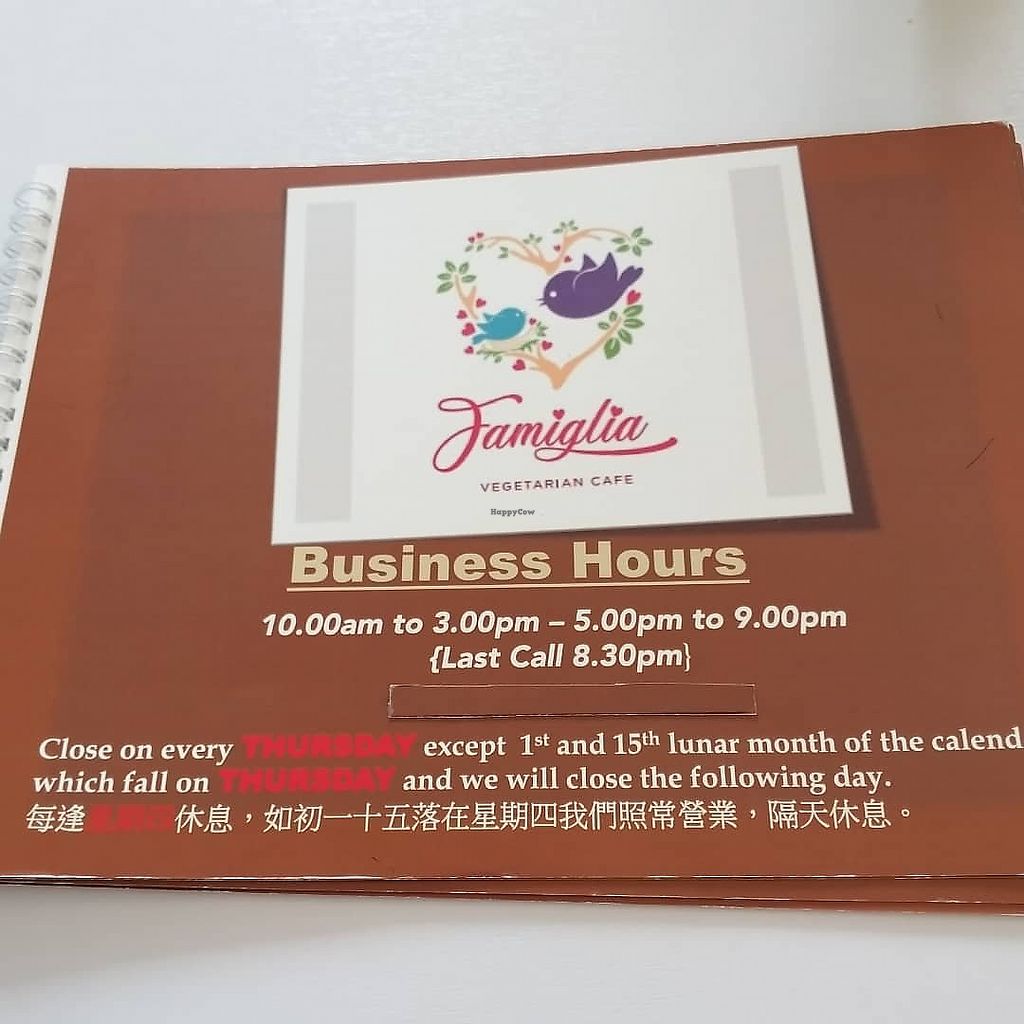 Famiglia
VEGETARIAN CAFE
HappyCow
Business Hours
10.00am to 3.00pm – 5.00pm to 9.00pm
{Last Call 8.30pm}
Close on every THURSDAY except 1st and 15th lunar month of the calend
which fall on THURSDAY and we will close the following day.
每逢星期四休息，如初一十五落在星期四我們照常營業，隔天休息。